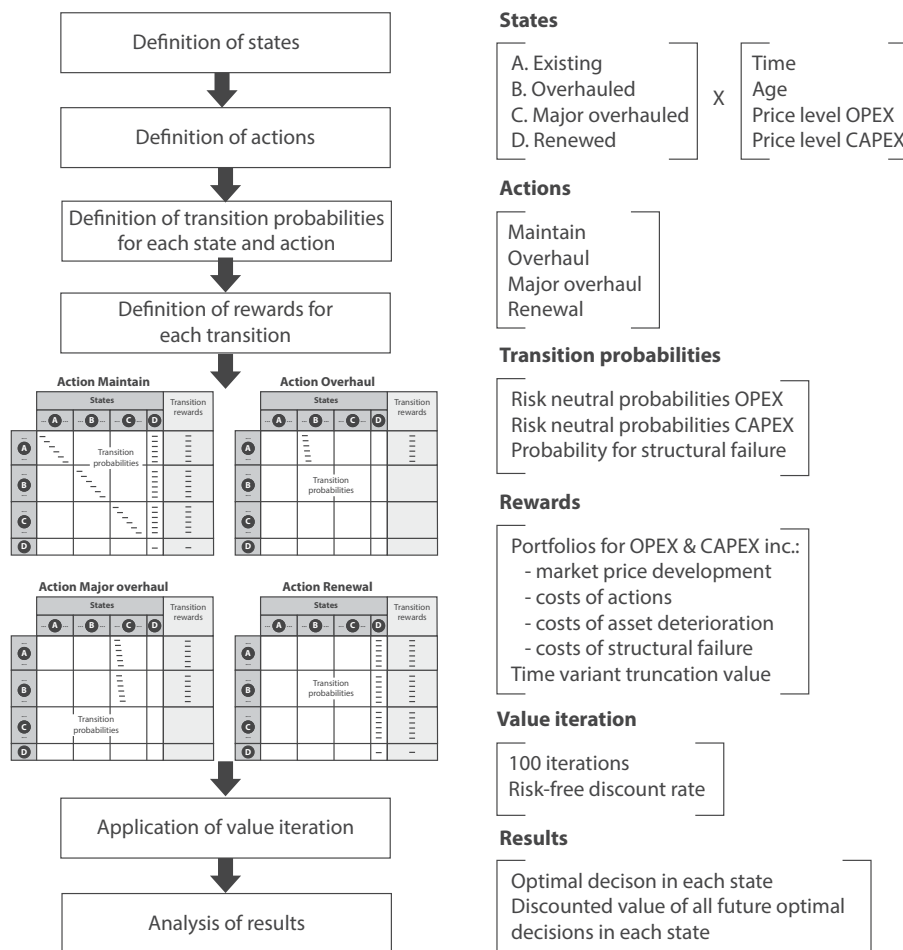 Definition of states
Definition of actions
Definition of transition probabilities
for each state and action
Definition of rewards for
each transition
Action Maintain
States
Transition
rewards
... A ...
... B ...
... C ...
D
Transition
probabilities
A
B
C
D
Action Overhaul
States
Transition
rewards
... A ...
... B ...
... C ...
D
Transition
probabilities
A
B
C
D
Action Major overhaul
States
Transition
rewards
... A ...
... B ...
... C ...
D
Transition
probabilities
A
B
C
D
Action Renewal
States
Transition
rewards
... A ...
... B ...
... C ...
D
Transition
probabilities
A
B
C
D
Application of value iteration
Analysis of results
States
A. Existing
B. Overhauled
C. Major overhauled
D. Renewed
X
Time
Age
Price level OPEX
Price level CAPEX
Actions
Maintain
Overhaul
Major overhaul
Renewal
Transition probabilities
Risk neutral probabilities OPEX
Risk neutral probabilities CAPEX
Probability for structural failure
Rewards
Portfolios for OPEX & CAPEX inc.:
- market price development
- costs of actions
- costs of asset deterioration
- costs of structural failure
Time variant truncation value
Value iteration
100 iterations
Risk-free discount rate
Results
Optimal decison in each state
Discounted value of all future optimal
decisions in each state